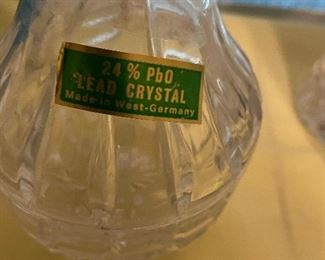 24 % PbO
LEAD CRYSTAL
Made in West-Germany